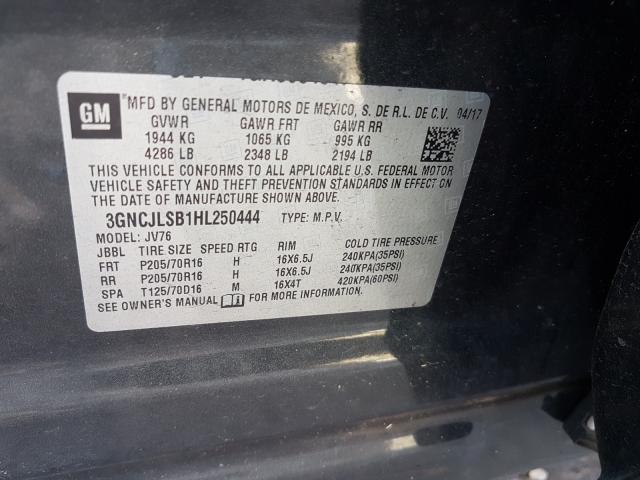 GM
MFD BY GENERAL MOTORS DE MEXICO, S. DE R.L. DE C.V. 04/17
GVWR GAWR FRT GAWR RR
1944 KG 1065 KG 995 KG
4286 LB 2348 LB 2194 LB
THIS VEHICLE CONFORMS TO ALL APPLICABLE U.S. FEDERAL MOTOR
VEHICLE SAFETY AND THEFT PREVENTION STANDARDS IN EFFECT ON
THE DATE OF MANUFACTURE SHOWN ABOVE.
3GNCJLSB1HL250444 TYPE: M.P.V.
MODEL: JV76
JBBL TIRE SIZE SPEED RTG RIM COLD TIRE PRESSURE
FRT P205/70R16 H 16X6.5J 240KPA(35PSI)
RR P205/70R16 H 16X6.5J 240KPA(35PSI)
SPA T125/70D16 M 16X4T 420KPA(60PSI)
SEE OWNER'S MANUAL FOR MORE INFORMATION.